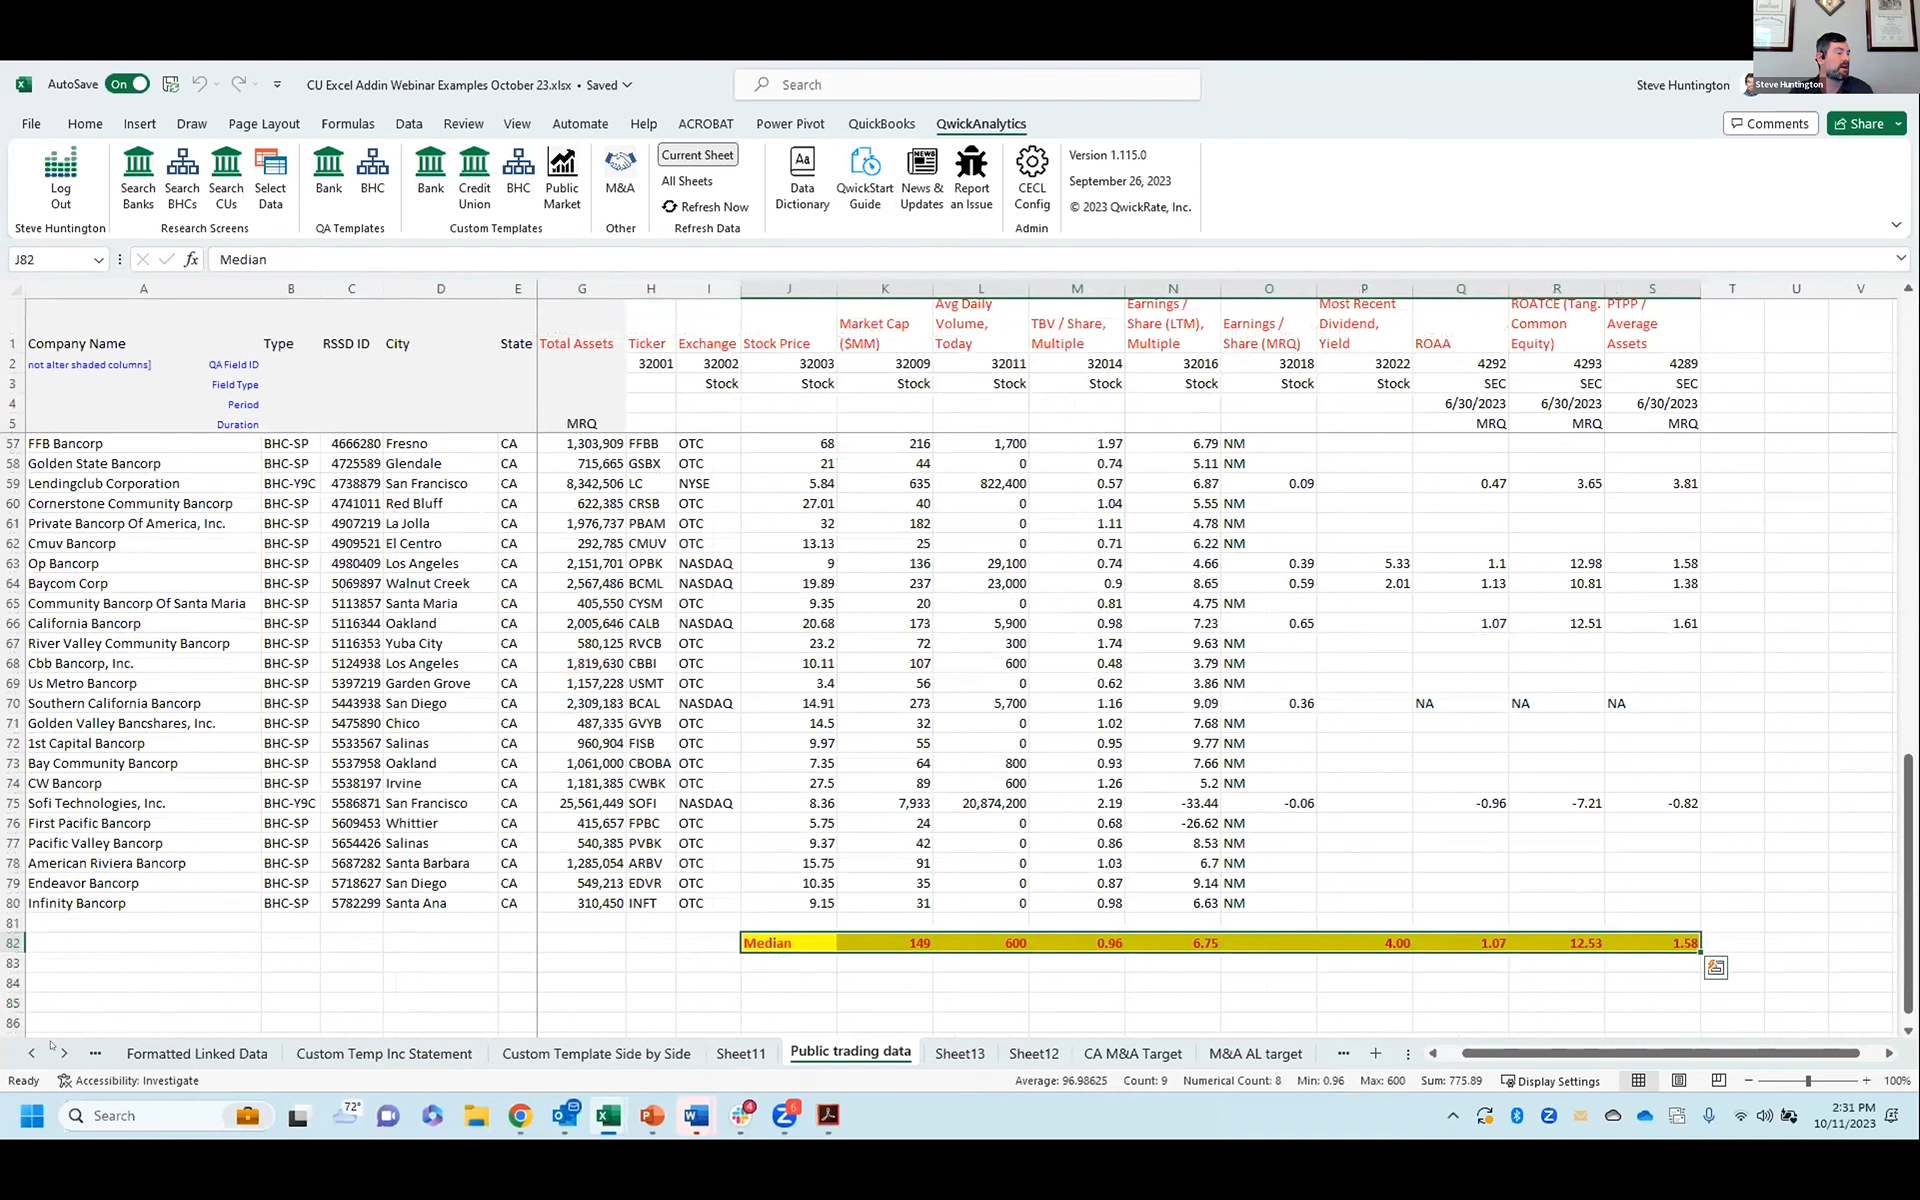 Steve Huntington
AutoSave On CU Excel Addin Webinar Examples October 23.xlsx • Saved Search Steve Huntington
File Home Insert Draw Page Layout Formulas Data Review View Automate Help ACROBAT Power Pivot QuickBooks QwickAnalytics Comments Share
Log Out Search Banks Search BHCs Search CUs Select Data Bank BHC Bank Credit Union BHC Public Market M&A Current Sheet All Sheets Refresh Now Data Dictionary QwickStart Guide News & Updates Report an Issue CECL Config Version 1.115.0 September 26, 2023 © 2023 QwickRate, Inc.
Steve Huntington Research Screens QA Templates Custom Templates Other Refresh Data Admin
J82 fx Median
A B C D E G H I J K L M N O P Q R S T U V
1 Company Name Type RSSD ID City State Total Assets Ticker Exchange Stock Price Market Cap ($MM) Avg Daily Volume, Today TBV / Share, Multiple Earnings / Share (LTM), Multiple Earnings / Share (MRQ) Most Recent Dividend, Yield ROAA ROATCE (Tang. Common Equity) PTPP / Average Assets
2 not alter shaded columns] QA Field ID 32001 32002 32003 32009 32011 32014 32016 32018 32022 4292 4293 4289
3 Field Type Stock Stock Stock Stock Stock Stock Stock Stock SEC SEC SEC
4 Period 6/30/2023 6/30/2023 6/30/2023
5 Duration MRQ MRQ MRQ MRQ
57 FFB Bancorp BHC-SP 4666280 Fresno CA 1,303,909 FFBB OTC 68 216 1,700 1.97 6.79 NM
58 Golden State Bancorp BHC-SP 4725589 Glendale CA 715,665 GSBX OTC 21 44 0 0.74 5.11 NM
59 Lendingclub Corporation BHC-Y9C 4738879 San Francisco CA 8,342,506 LC NYSE 5.84 635 822,400 0.57 6.87 0.09 0.47 3.65 3.81
60 Cornerstone Community Bancorp BHC-SP 4741011 Red Bluff CA 622,385 CRSB OTC 27.01 40 0 1.04 5.55 NM
61 Private Bancorp Of America, Inc. BHC-SP 4907219 La Jolla CA 1,976,737 PBAM OTC 32 182 0 1.11 4.78 NM
62 Cmuv Bancorp BHC-SP 4909521 El Centro CA 292,785 CMUV OTC 13.13 25 0 0.71 6.22 NM
63 Op Bancorp BHC-SP 4980409 Los Angeles CA 2,151,701 OPBK NASDAQ 9 136 29,100 0.74 4.66 0.39 5.33 1.1 12.98 1.58
64 Baycom Corp BHC-SP 5069897 Walnut Creek CA 2,567,486 BCML NASDAQ 19.89 237 23,000 0.9 8.65 0.59 2.01 1.13 10.81 1.38
65 Community Bancorp Of Santa Maria BHC-SP 5113857 Santa Maria CA 405,550 CYSM OTC 9.35 20 0 0.81 4.75 NM
66 California Bancorp BHC-SP 5116344 Oakland CA 2,005,646 CALB NASDAQ 20.68 173 5,900 0.98 7.23 0.65 1.07 12.51 1.61
67 River Valley Community Bancorp BHC-SP 5116353 Yuba City CA 580,125 RVCB OTC 23.2 72 300 1.74 9.63 NM
68 Cbb Bancorp, Inc. BHC-SP 5124938 Los Angeles CA 1,819,630 CBBI OTC 10.11 107 600 0.48 3.79 NM
69 Us Metro Bancorp BHC-SP 5397219 Garden Grove CA 1,157,228 USMT OTC 3.4 56 0 0.62 3.86 NM
70 Southern California Bancorp BHC-SP 5443938 San Diego CA 2,309,183 BCAL NASDAQ 14.91 273 5,700 1.16 9.09 0.36 NA NA NA
71 Golden Valley Bancshares, Inc. BHC-SP 5475890 Chico CA 487,335 GVYB OTC 14.5 32 0 1.02 7.68 NM
72 1st Capital Bancorp BHC-SP 5533567 Salinas CA 960,904 FISB OTC 9.97 55 0 0.95 9.77 NM
73 Bay Community Bancorp BHC-SP 5537958 Oakland CA 1,061,000 CBOBA OTC 7.35 64 800 0.93 7.66 NM
74 CW Bancorp BHC-SP 5538197 Irvine CA 1,181,385 CWBK OTC 27.5 89 600 1.26 5.2 NM
75 Sofi Technologies, Inc. BHC-Y9C 5586871 San Francisco CA 25,561,449 SOFI NASDAQ 8.36 7,933 20,874,200 2.19 -33.44 -0.06 -0.96 -7.21 -0.82
76 First Pacific Bancorp BHC-SP 5609453 Whittier CA 415,657 FPBC OTC 5.75 24 0 0.68 -26.62 NM
77 Pacific Valley Bancorp BHC-SP 5654426 Salinas CA 540,385 PVBK OTC 9.37 42 0 0.86 8.53 NM
78 American Riviera Bancorp BHC-SP 5687282 Santa Barbara CA 1,285,054 ARBV OTC 15.75 91 0 1.03 6.7 NM
79 Endeavor Bancorp BHC-SP 5718627 San Diego CA 549,213 EDVR OTC 10.35 35 0 0.87 9.14 NM
80 Infinity Bancorp BHC-SP 5782299 Santa Ana CA 310,450 INFT OTC 9.15 31 0 0.98 6.63 NM
81
82 Median 149 600 0.96 6.75 4.00 1.07 12.53 1.58
83
84
85
86
Formatted Linked Data Custom Temp Inc Statement Custom Template Side by Side Sheet11 Public trading data Sheet13 Sheet12 CA M&A Target M&A AL target
Ready Accessibility: Investigate Average: 96.98625 Count: 9 Numerical Count: 8 Min: 0.96 Max: 600 Sum: 775.89 Display Settings 100%
Search 72° 4 6 2:31 PM
10/11/2023